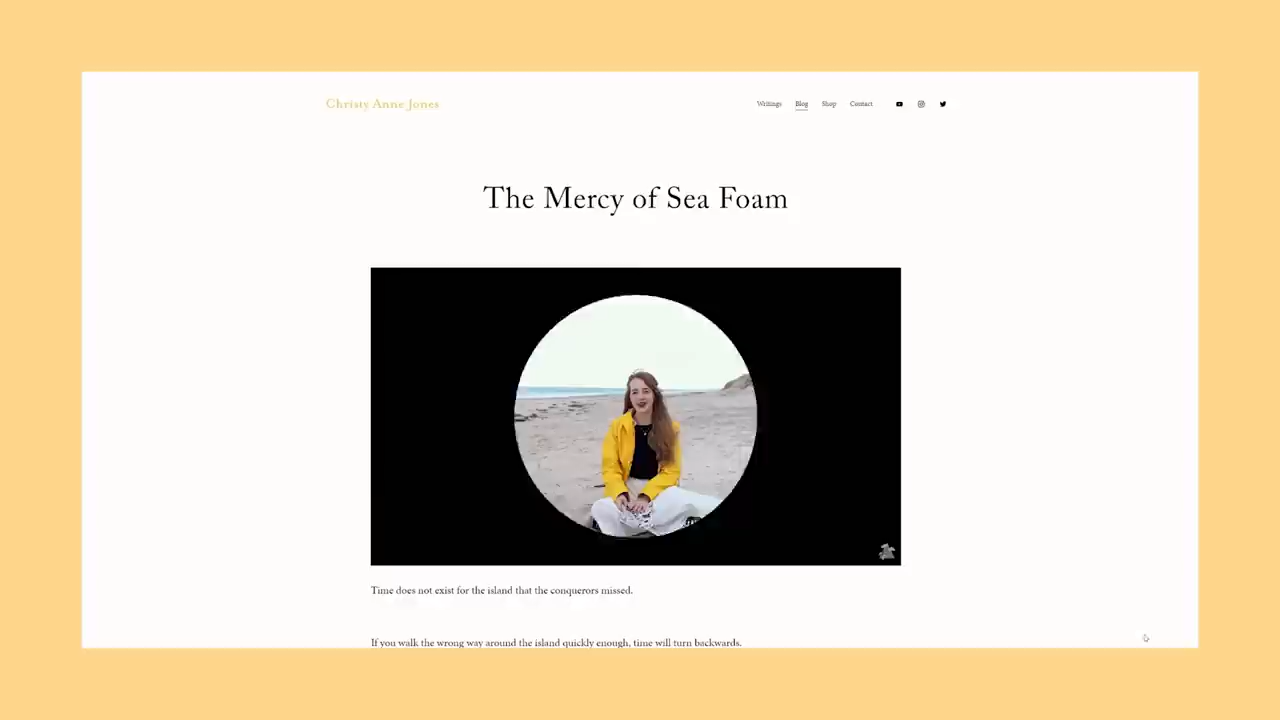 Christy Anne Jones
Writings Blog Shop Contact
The Mercy of Sea Foam
Time does not exist for the island that the conquerors missed.
If you walk the wrong way around the island quickly enough, time will turn backwards.